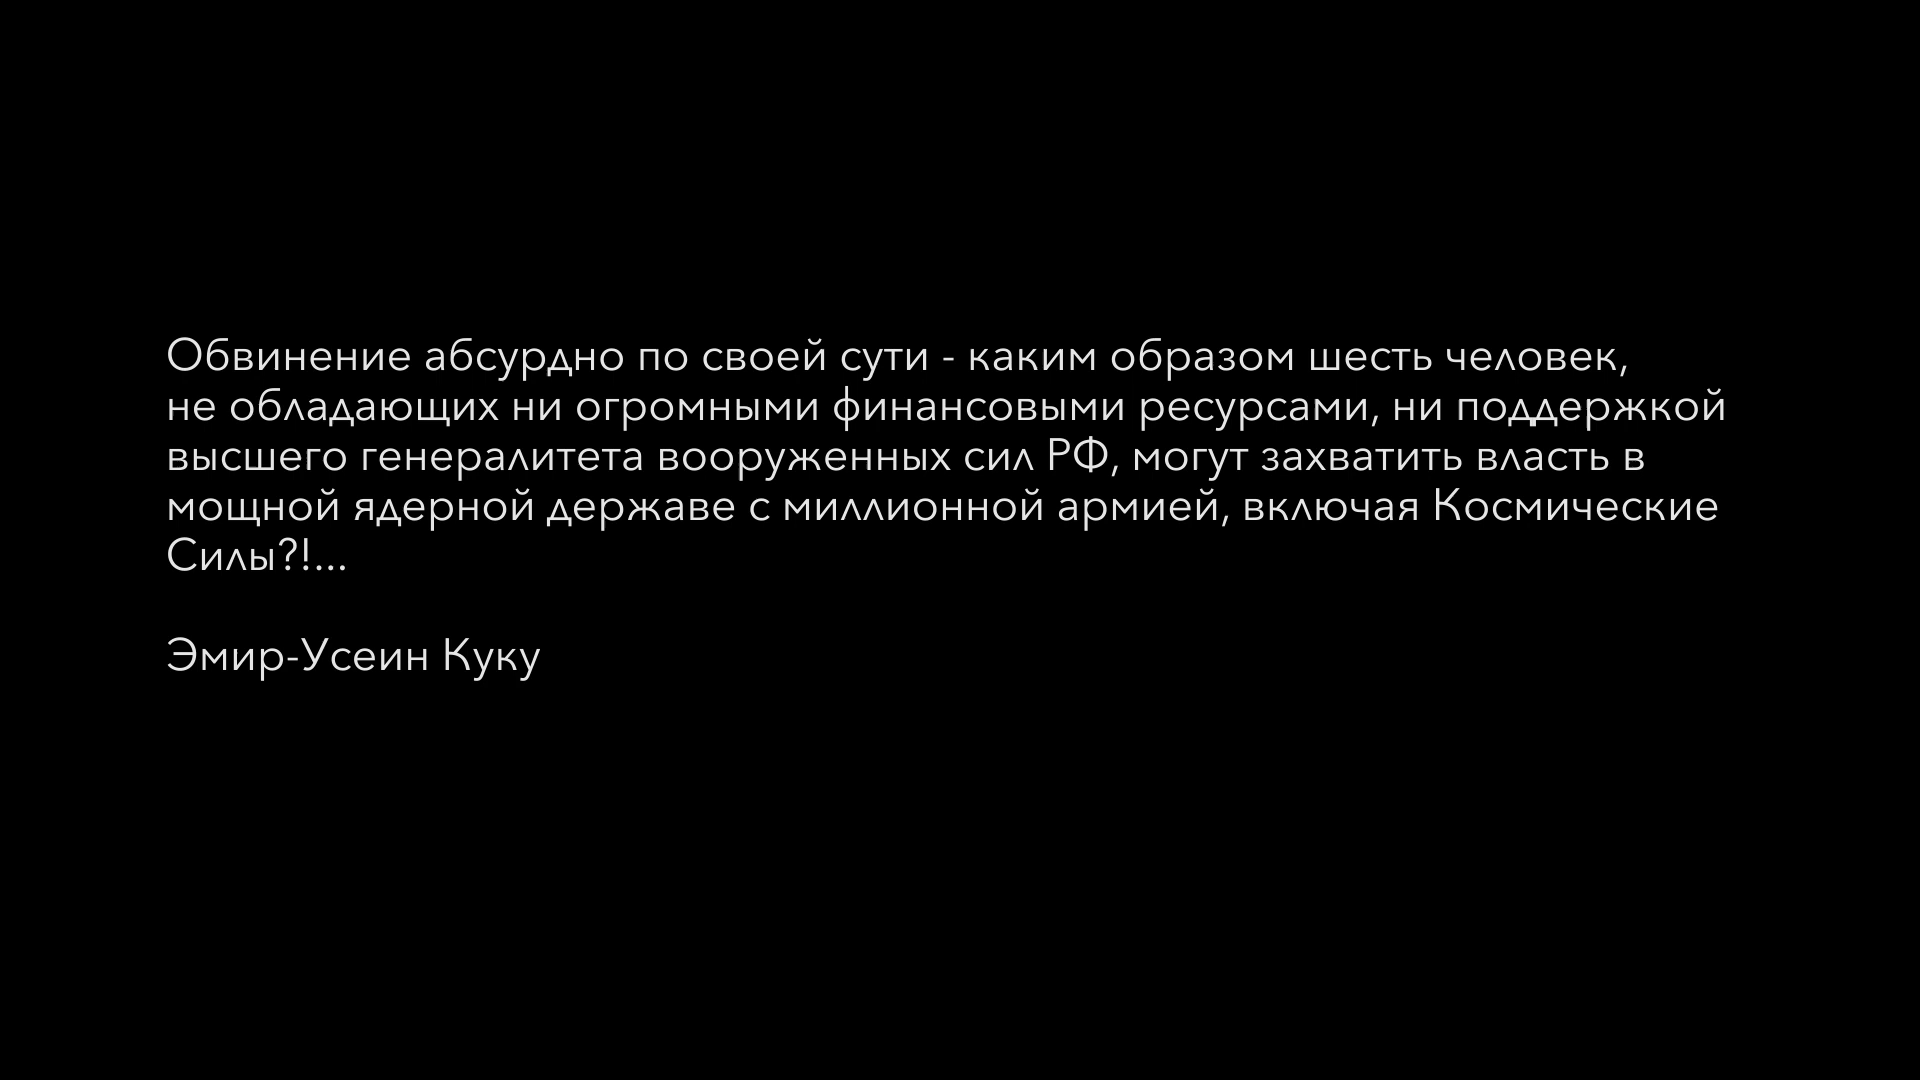 Обвинение абсурдно по своей сути - каким образом шесть человек,
не обладающих ни огромными финансовыми ресурсами, ни поддержкой
высшего генералитета вооруженных сил РФ, могут захватить власть в
мощной ядерной державе с миллионной армией, включая Космические
Силы?!...
Эмир-Усеин Куку